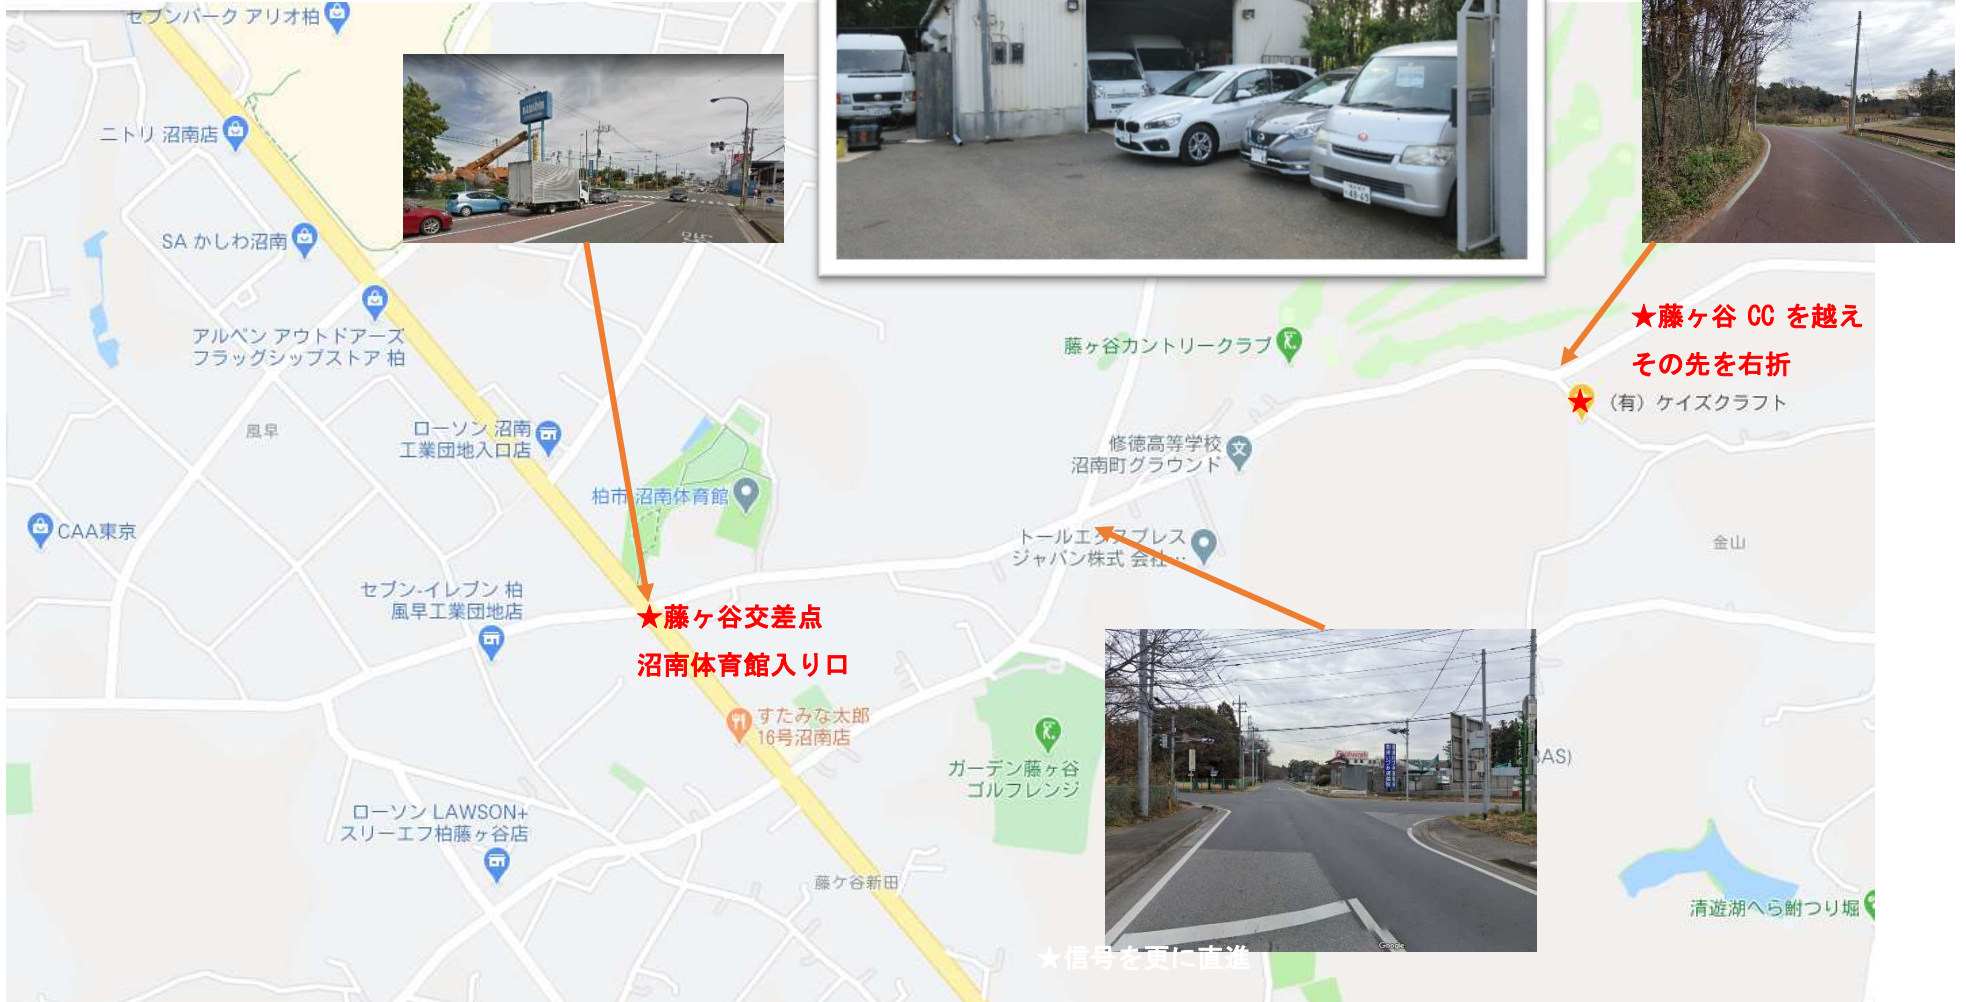 セブンパーク アリオ柏
ニトリ 沼南店
SA かしわ沼南
アルペン アウトドアーズ
フラッグシップストア 柏
風早
ローソン 沼南
工業団地入口店
柏市 沼南体育館
CAA東京
セブン-イレブン 柏
風早工業団地店
★藤ヶ谷交差点
沼南体育館入り口
すたみな太郎
16号沼南店
ローソン LAWSON+
スリーエフ柏藤ヶ谷店
藤ケ谷新田
ガーデン藤ヶ谷
ゴルフレンジ
藤ヶ谷カントリークラブ
修徳高等学校
沼南町グラウンド
文
トールエクスプレス
ジャパン株式 会社…
★藤ヶ谷 CC を越え
その先を右折
（有）ケイズクラフト
金山
AS)
清遊湖へら鮒つり堀
★信号を更に直進
Google
48-69